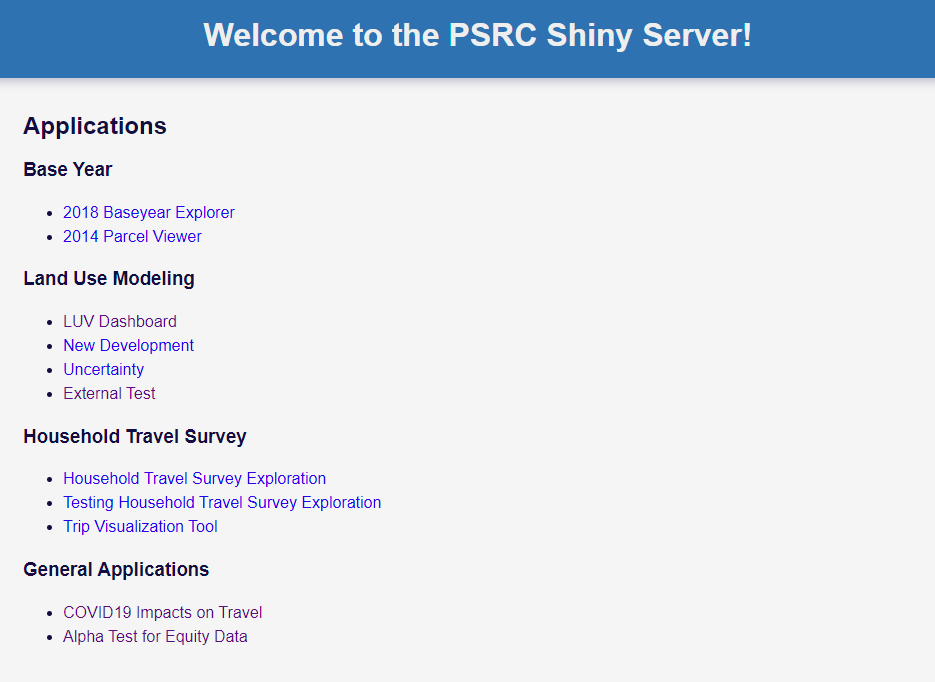 Welcome to the PSRC Shiny Server!
Applications
Base Year
2018 Baseyear Explorer
2014 Parcel Viewer
Land Use Modeling
LUV Dashboard
New Development
Uncertainty
External Test
Household Travel Survey
Household Travel Survey Exploration
Testing Household Travel Survey Exploration
Trip Visualization Tool
General Applications
COVID19 Impacts on Travel
Alpha Test for Equity Data